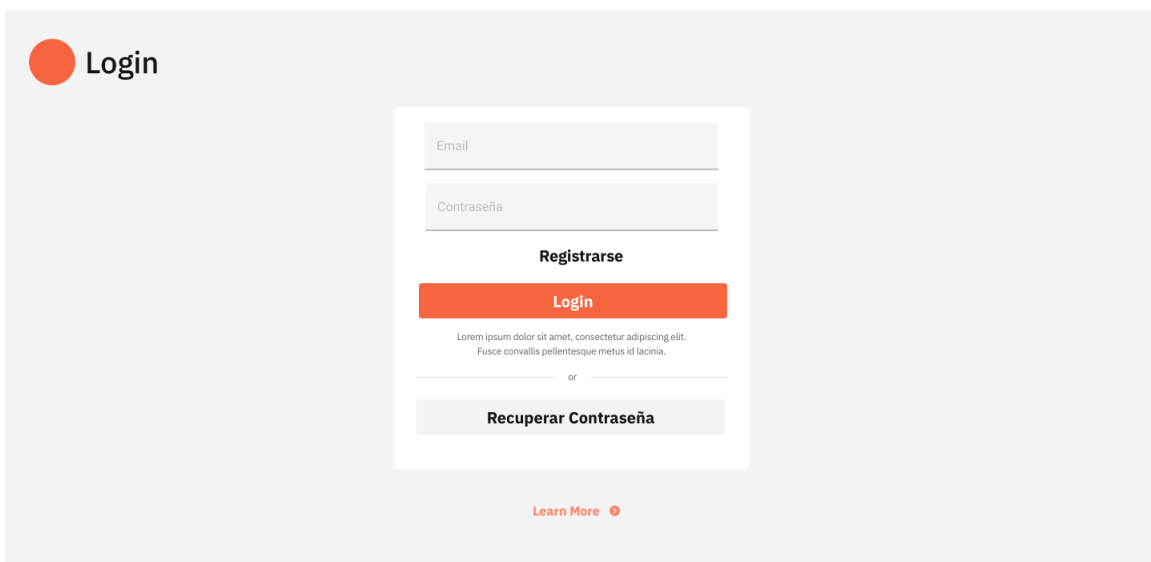 Login
Email
Contraseña
Registrarse
Login
Lorem ipsum dolor sit amet, consectetur adipiscing elit.
Fusce convallis pellentesque metus id lacinia.
or
Recuperar Contraseña
Learn More